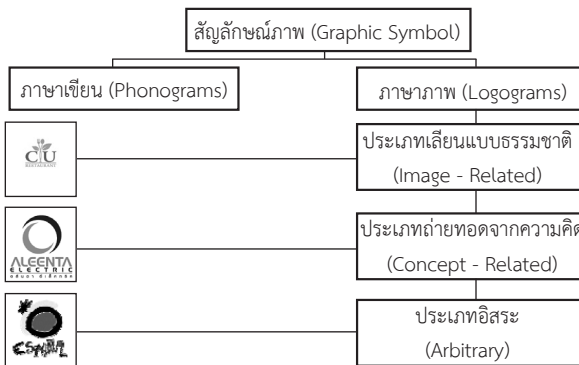 สัญลักษณ์ภาพ (Graphic Symbol)
ภาษาเขียน (Phonograms)
ภาษาภาพ (Logograms)
CU
RESTAURANT
ประเภทเลียนแบบธรรมชาติ
(Image - Related)
ALEENTA
ELECTRIC
ประเภทถ่ายทอดจากความคิด
(Concept - Related)
ประเภทอิสระ
(Arbitrary)